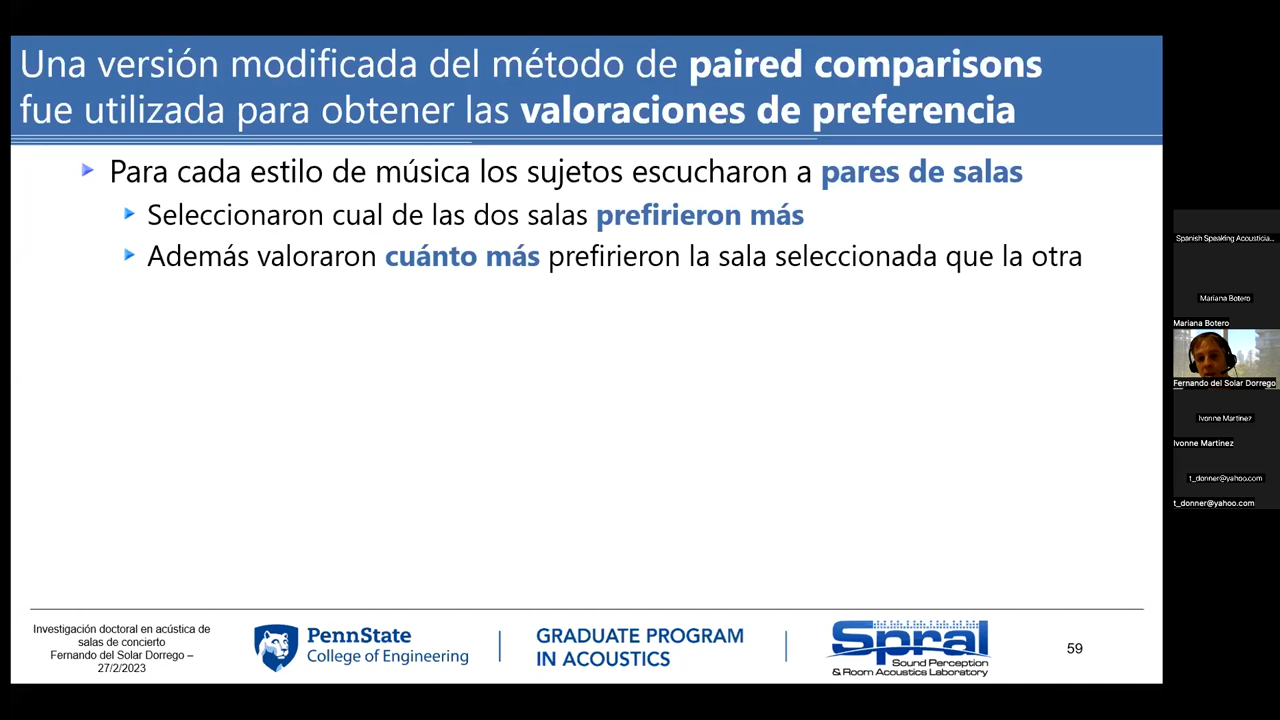 Una versión modificada del método de paired comparisons
fue utilizada para obtener las valoraciones de preferencia
Para cada estilo de música los sujetos escucharon a pares de salas
Seleccionaron cual de las dos salas prefirieron más
Además valoraron cuánto más prefirieron la sala seleccionada que la otra
Investigación doctoral en acústica de
salas de concierto
Fernando del Solar Dorrego –
27/2/2023
PennState
College of Engineering
GRADUATE PROGRAM
IN ACOUSTICS
Spral
Sound Perception
& Room Acoustics Laboratory
59
Spanish Speaking Acousticia...
Mariana Botero
Mariana Botero
Fernando del Solar Dorrego
Ivonne Martinez
Ivonne Martinez
t_donner@yahoo.com
t_donner@yahoo.com